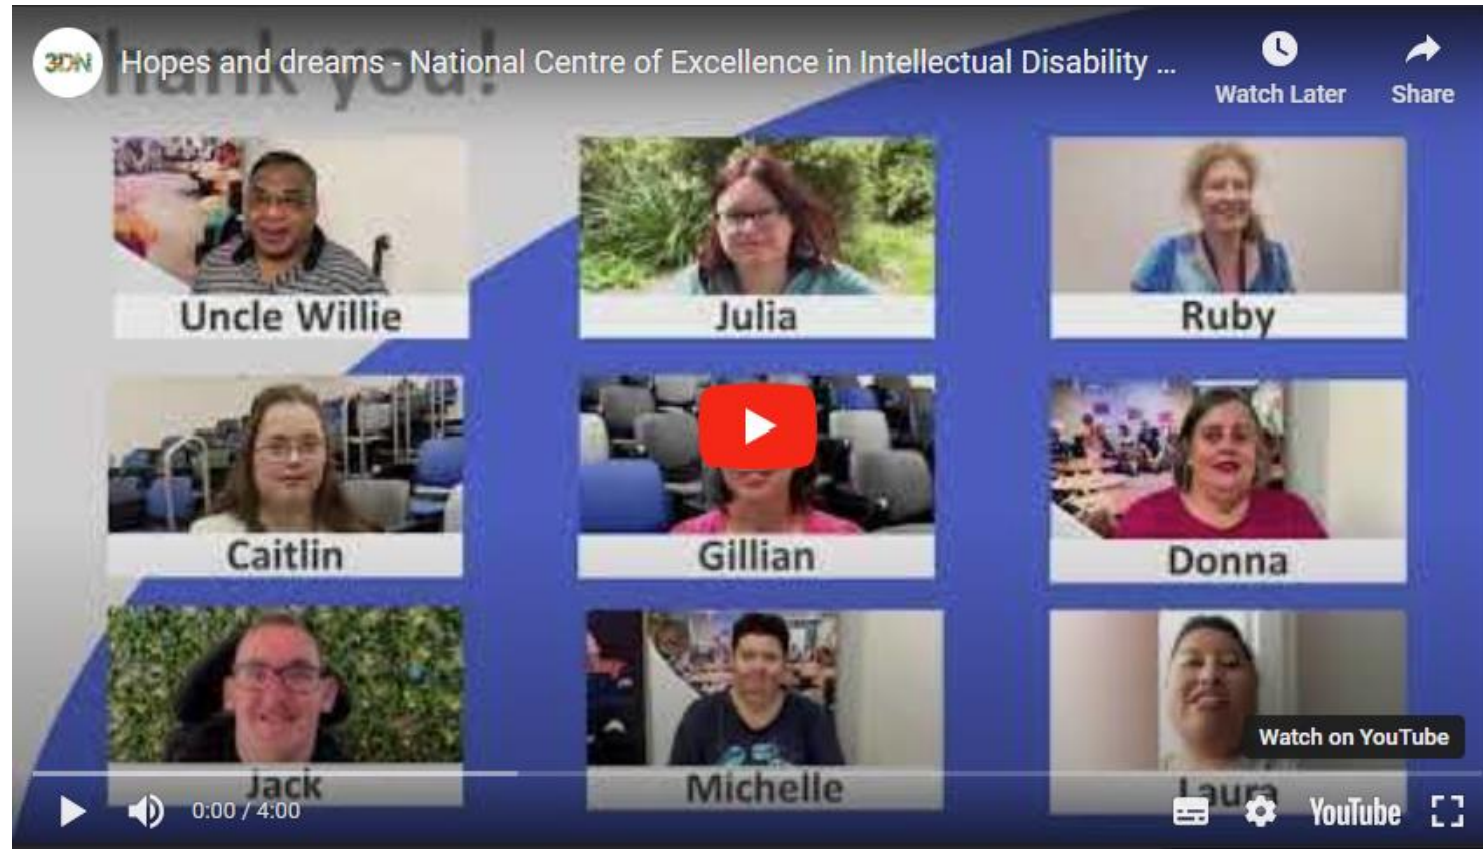 Thank you!
3DN
Hopes and dreams - National Centre of Excellence in Intellectual Disability ...
Watch Later
Share
Uncle Willie
Julia
Ruby
Caitlin
Gillian
Donna
Jack
Michelle
Laura
Watch on YouTube
0:00 / 4:00
YouTube